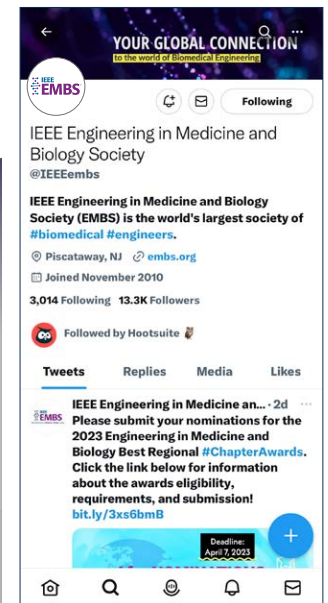 YOUR GLOBAL CONNECTION
to the world of Biomedical Engineering
IEEE
EMBS
Following
IEEE Engineering in Medicine and
Biology Society
@IEEEembs
IEEE Engineering in Medicine and Biology
Society (EMBS) is the world's largest society of
#biomedical #engineers.
Piscataway, NJ embs.org
Joined November 2010
3,014 Following 13.3K Followers
Followed by Hootsuite
Tweets Replies Media Likes
IEEE
EMBS
IEEE Engineering in Medicine an... · 2d
Please submit your nominations for the
2023 Engineering in Medicine and
Biology Best Regional #ChapterAwards.
Click the link below for information
about the awards eligibility,
requirements, and submission!
bit.ly/3xs6bmB
Deadline:
April 7, 2023